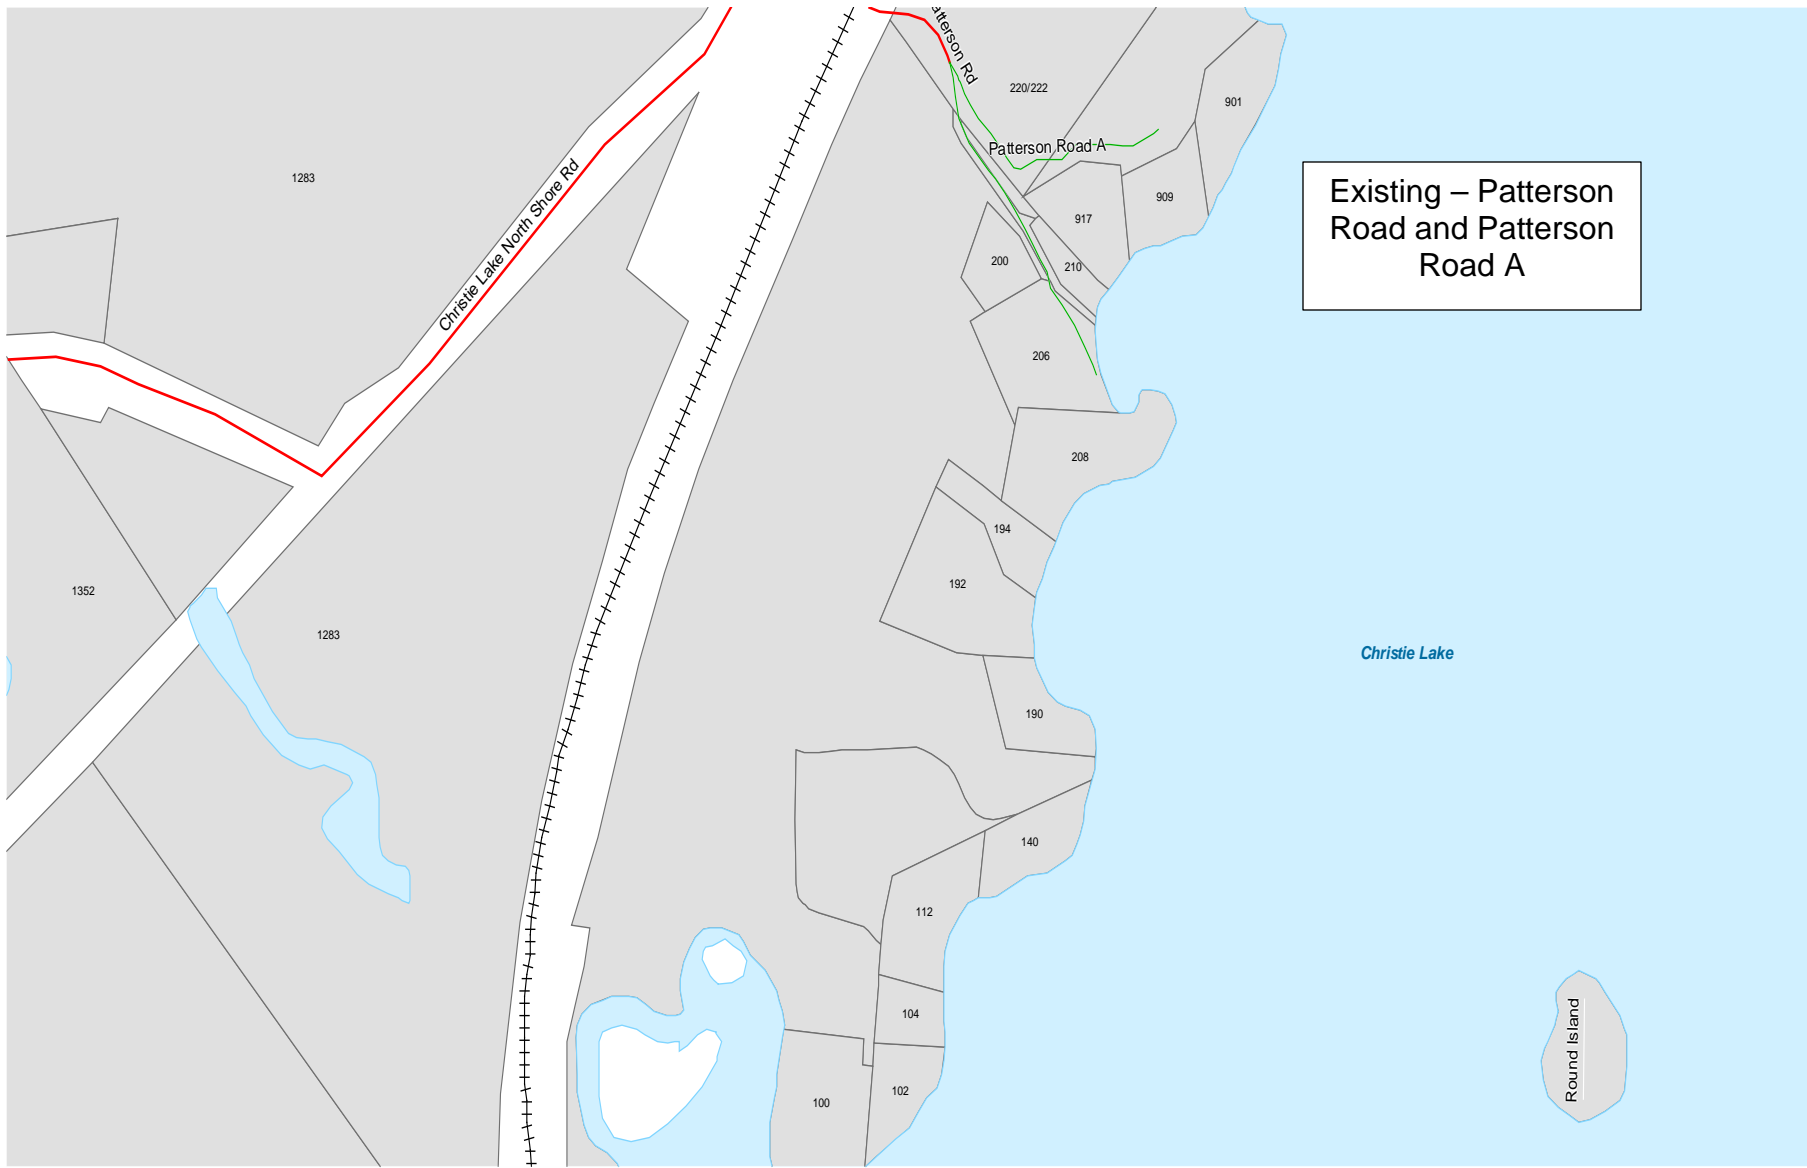 atterson Rd
220/222
901
Patterson Road A
1283
Christie Lake North Shore Rd
909
917
Existing – Patterson
Road and Patterson
Road A
200
210
206
208
194
192
1352
1283
Christie Lake
190
140
112
104
Round Island
100
102